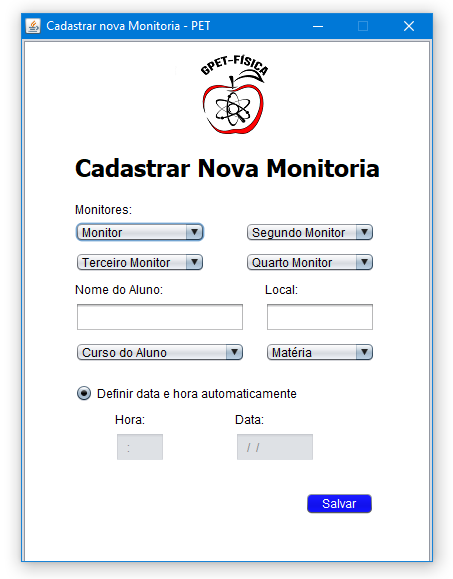 Cadastrar nova Monitoria - PET
GPET-FÍSICA
Cadastrar Nova Monitoria
Monitores:
Monitor
Segundo Monitor
Terceiro Monitor
Quarto Monitor
Nome do Aluno:
Local:
Curso do Aluno
Matéria
Definir data e hora automaticamente
Hora:
Data:
:
/ /
Salvar